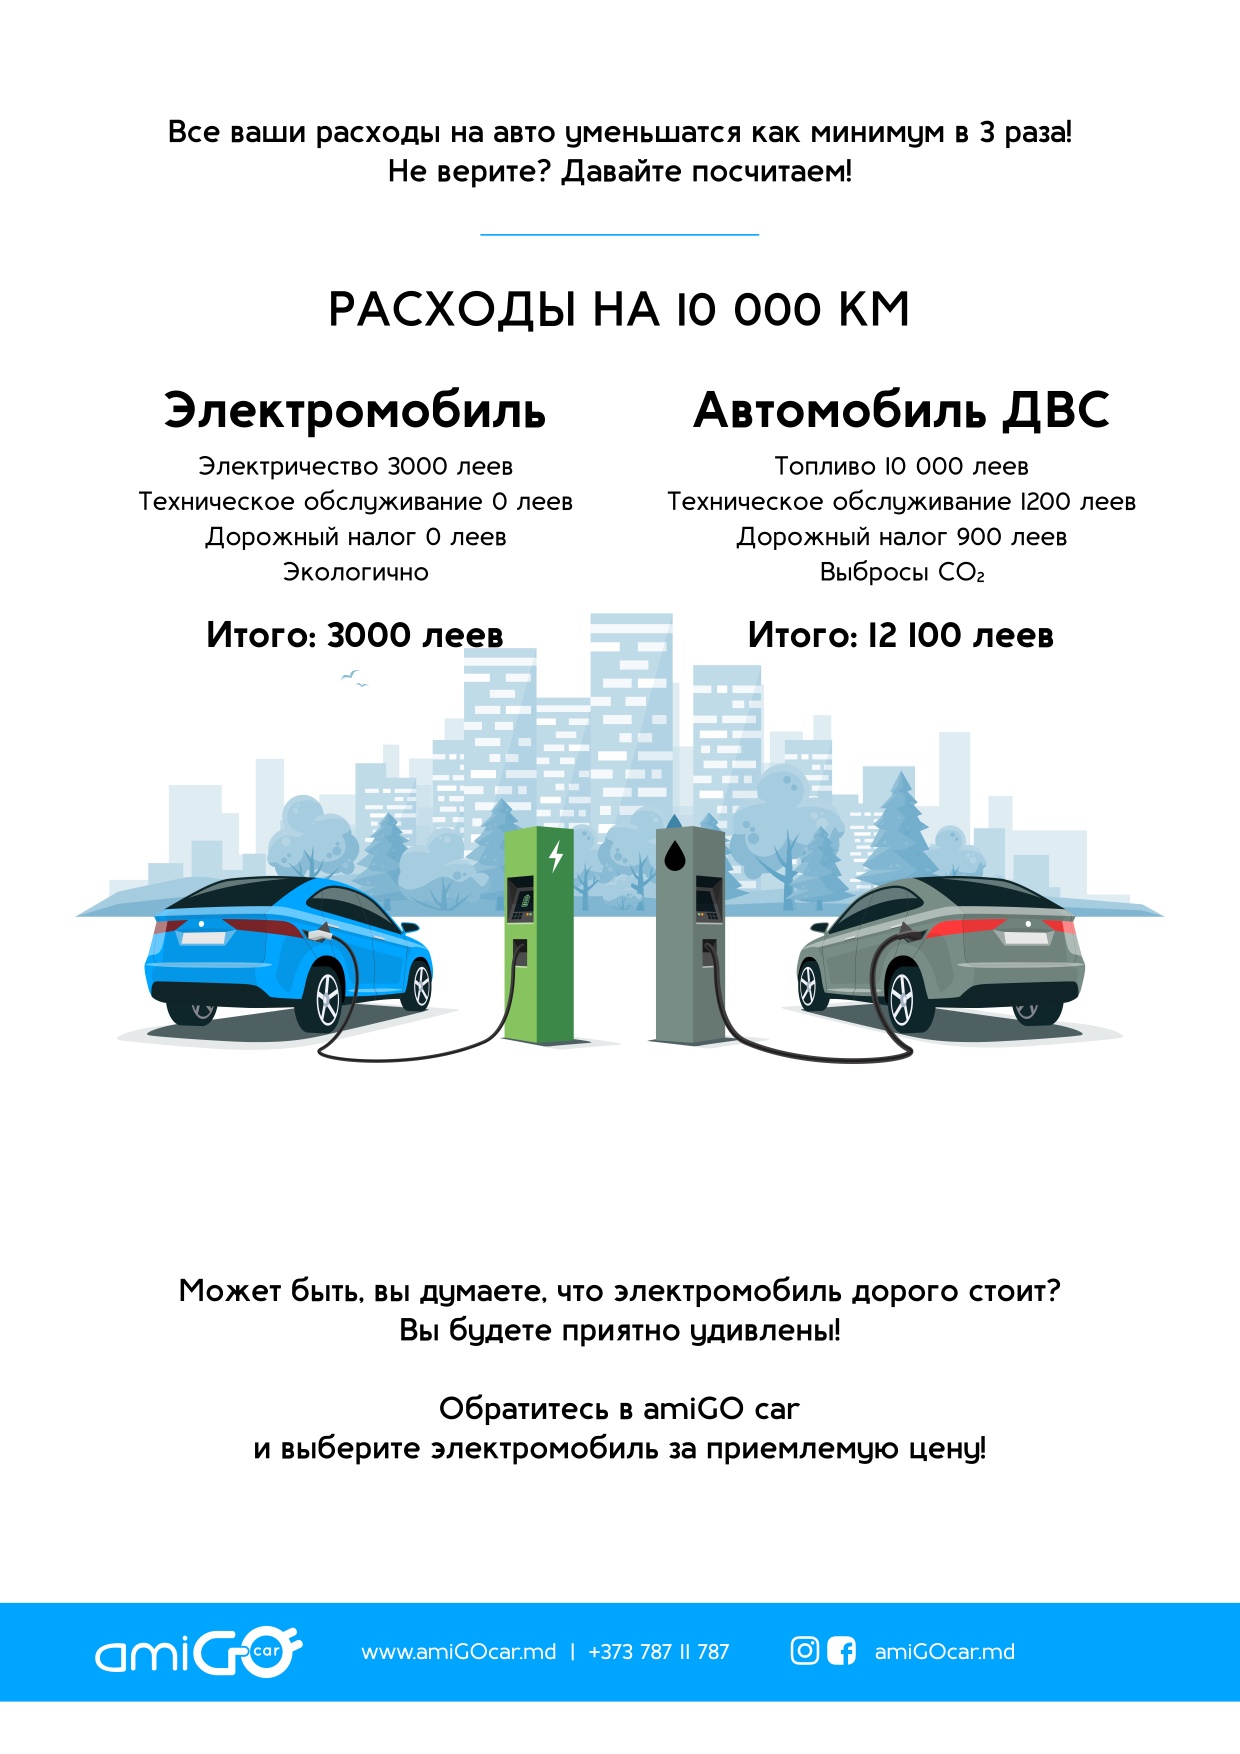 Все ваши расходы на авто уменьшатся как минимум в 3 раза!
Не верите? Давайте посчитаем!
РАСХОДЫ НА 10 000 КМ
Электромобиль
Электричество 3000 леев
Техническое обслуживание 0 леев
Дорожный налог 0 леев
Экологично
Итого: 3000 леев
Автомобиль ДВС
Топливо 10 000 леев
Техническое обслуживание 1200 леев
Дорожный налог 900 леев
Выбросы CO₂
Итого: 12 100 леев
Может быть, вы думаете, что электромобиль дорого стоит?
Вы будете приятно удивлены!
Обратитесь в amiGO car
и выберите электромобиль за приемлемую цену!
amiGO car
www.amiGOcar.md | +373 787 11 787
amiGOcar.md